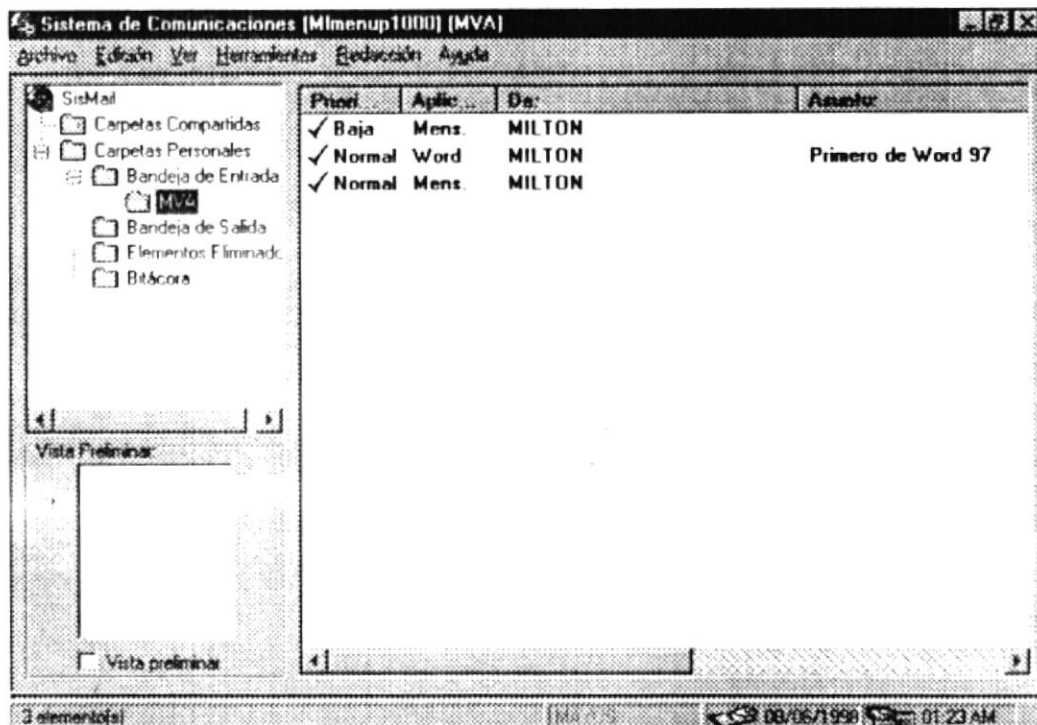 Sistema de Comunicaciones (MImenup1000) (MVA)
Archivo Edición Ver Herramientas Redacción Ayuda
SisMail
Carpetas Compartidas
Carpetas Personales
Bandeja de Entrada
MVA
Bandeja de Salida
Elementos Eliminado
Bitácora
Vista Preliminar:
Vista preliminar
Priori... Aplic... De: Asunto:
Baja Mens. MILTON
Normal Word MILTON Primero de Word 97
Normal Mens. MILTON
3 elemento(s)
08/06/1998 01:23 AM